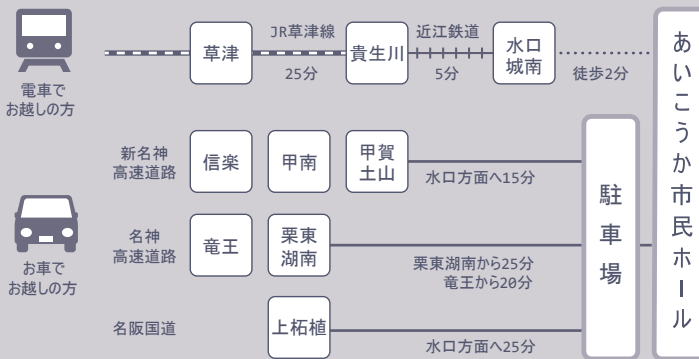 電車で
お越しの方
草津
JR草津線
25分
貴生川
近江鉄道
5分
水口
城南
徒歩2分
あいこうか市民ホール
お車で
お越しの方
新名神
高速道路
信楽
甲南
甲賀
土山
水口方面へ15分
名神
高速道路
竜王
栗東
湖南
栗東湖南から25分
竜王から20分
名阪国道
上柘植
水口方面へ25分
駐車場